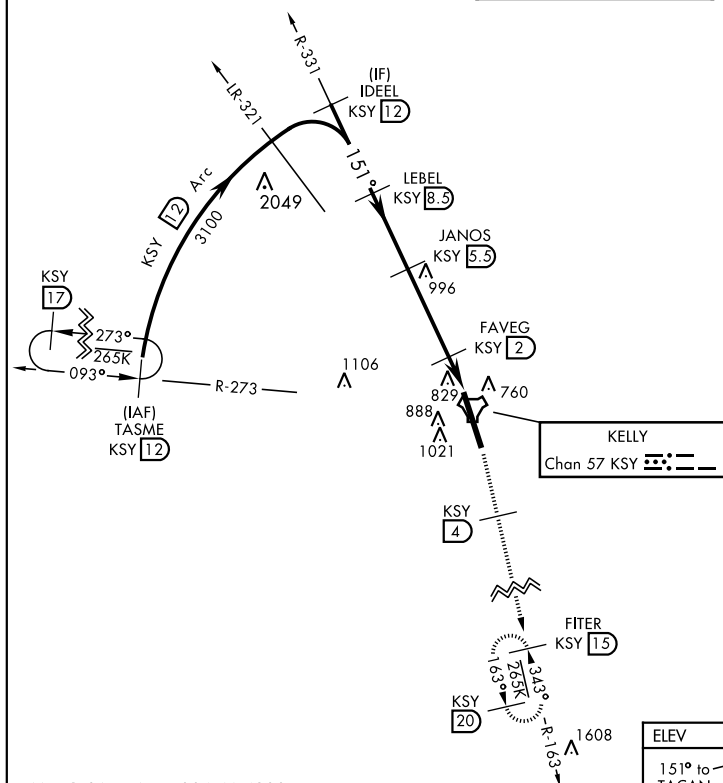 R-331
LR-321
(IF)
IDEEL
KSY 12
151°
KSY 12 Arc
3100
2049
LEBEL
KSY 8.5
JANOS
KSY 5.5
996
KSY
17
273°
265K
093°
R-273
(IAF)
TASME
KSY 12
1106
FAVEG
KSY 2
829
760
888
1021
KELLY
Chan 57 KSY
KSY
4
FITER
KSY 15
163°
265K
343°
KSY
20
R-163
1608
ELEV
151° to
TACAN